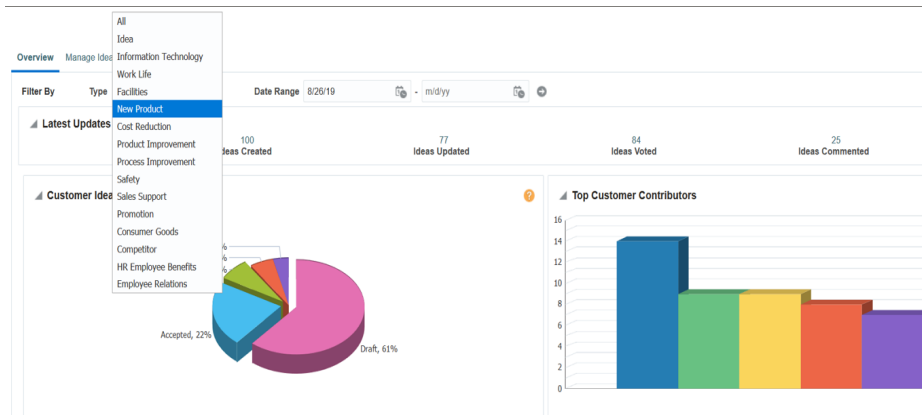 All
Idea
Overview
Information Technology
Work Life
Filter By
Type
Facilities
Date Range
8/26/19
-
m/d/yy
New Product
Latest Updates
Cost Reduction
Product Improvement
100
Ideas Created
77
Ideas Updated
84
Ideas Voted
25
Ideas Commented
Process Improvement
Safety
Sales Support
Promotion
Consumer Goods
Competitor
HR Employee Benefits
Employee Relations
Customer
?
%
%
%
Accepted, 22%
Draft, 61%
Top Customer Contributors
16
14
12
10
8
6
4
2
0